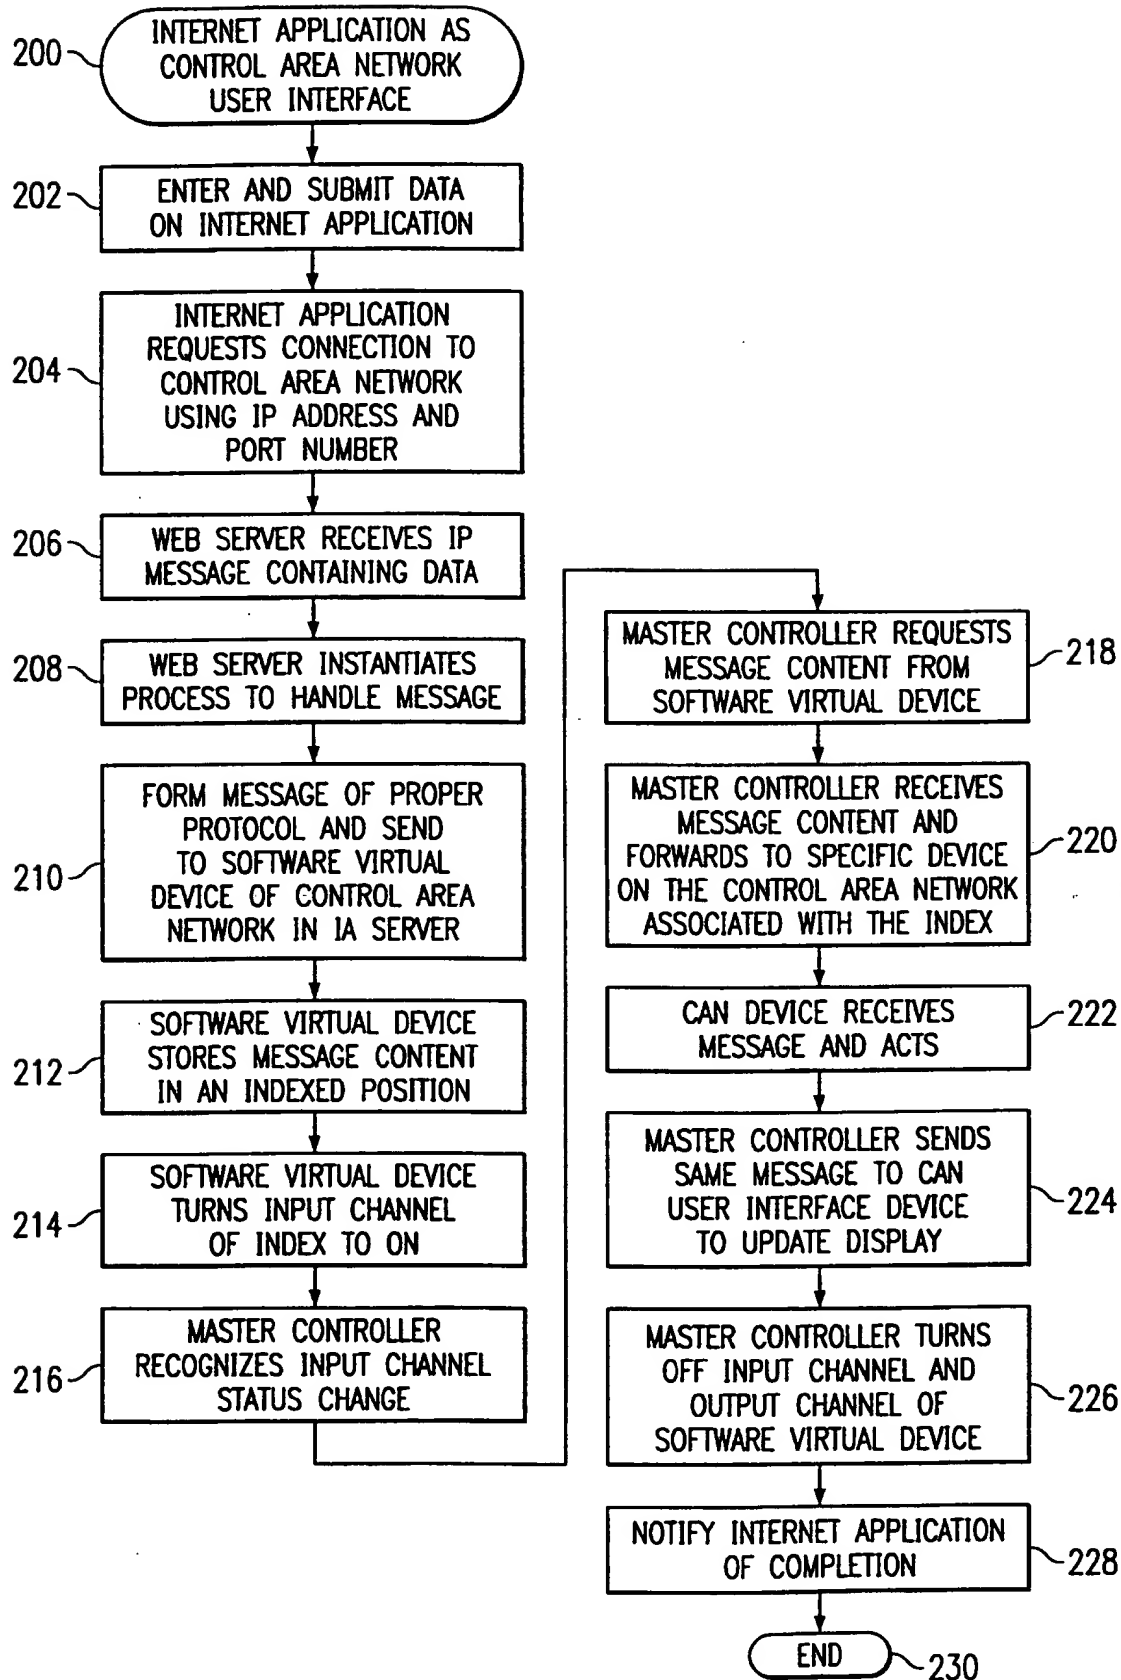 200
INTERNET APPLICATION AS
CONTROL AREA NETWORK
USER INTERFACE
202
ENTER AND SUBMIT DATA
ON INTERNET APPLICATION
204
INTERNET APPLICATION
REQUESTS CONNECTION TO
CONTROL AREA NETWORK
USING IP ADDRESS AND
PORT NUMBER
206
WEB SERVER RECEIVES IP
MESSAGE CONTAINING DATA
208
WEB SERVER INSTANTIATES
PROCESS TO HANDLE MESSAGE
210
FORM MESSAGE OF PROPER
PROTOCOL AND SEND
TO SOFTWARE VIRTUAL
DEVICE OF CONTROL AREA
NETWORK IN IA SERVER
212
SOFTWARE VIRTUAL DEVICE
STORES MESSAGE CONTENT
IN AN INDEXED POSITION
214
SOFTWARE VIRTUAL DEVICE
TURNS INPUT CHANNEL
OF INDEX TO ON
216
MASTER CONTROLLER
RECOGNIZES INPUT CHANNEL
STATUS CHANGE
MASTER CONTROLLER REQUESTS
MESSAGE CONTENT FROM
SOFTWARE VIRTUAL DEVICE
218
MASTER CONTROLLER RECEIVES
MESSAGE CONTENT AND
FORWARDS TO SPECIFIC DEVICE
ON THE CONTROL AREA NETWORK
ASSOCIATED WITH THE INDEX
220
CAN DEVICE RECEIVES
MESSAGE AND ACTS
222
MASTER CONTROLLER SENDS
SAME MESSAGE TO CAN
USER INTERFACE DEVICE
TO UPDATE DISPLAY
224
MASTER CONTROLLER TURNS
OFF INPUT CHANNEL AND
OUTPUT CHANNEL OF
SOFTWARE VIRTUAL DEVICE
226
NOTIFY INTERNET APPLICATION
OF COMPLETION
228
END
230